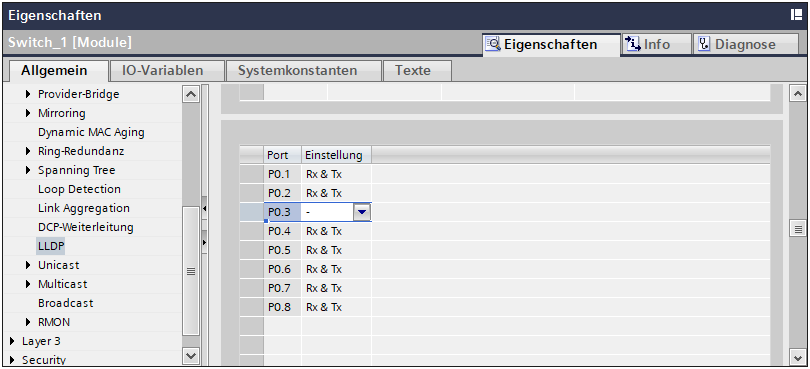 Eigenschaften
Switch_1 [Module]
Eigenschaften
Info
Diagnose
Allgemein
IO-Variablen
Systemkonstanten
Texte
Provider-Bridge
Mirroring
Dynamic MAC Aging
Ring-Redundanz
Spanning Tree
Loop Detection
Link Aggregation
DCP-Weiterleitung
LLDP
Unicast
Multicast
Broadcast
RMON
Layer 3
Security
Port Einstellung
P0.1 Rx & Tx
P0.2 Rx & Tx
P0.3 -
P0.4 Rx & Tx
P0.5 Rx & Tx
P0.6 Rx & Tx
P0.7 Rx & Tx
P0.8 Rx & Tx